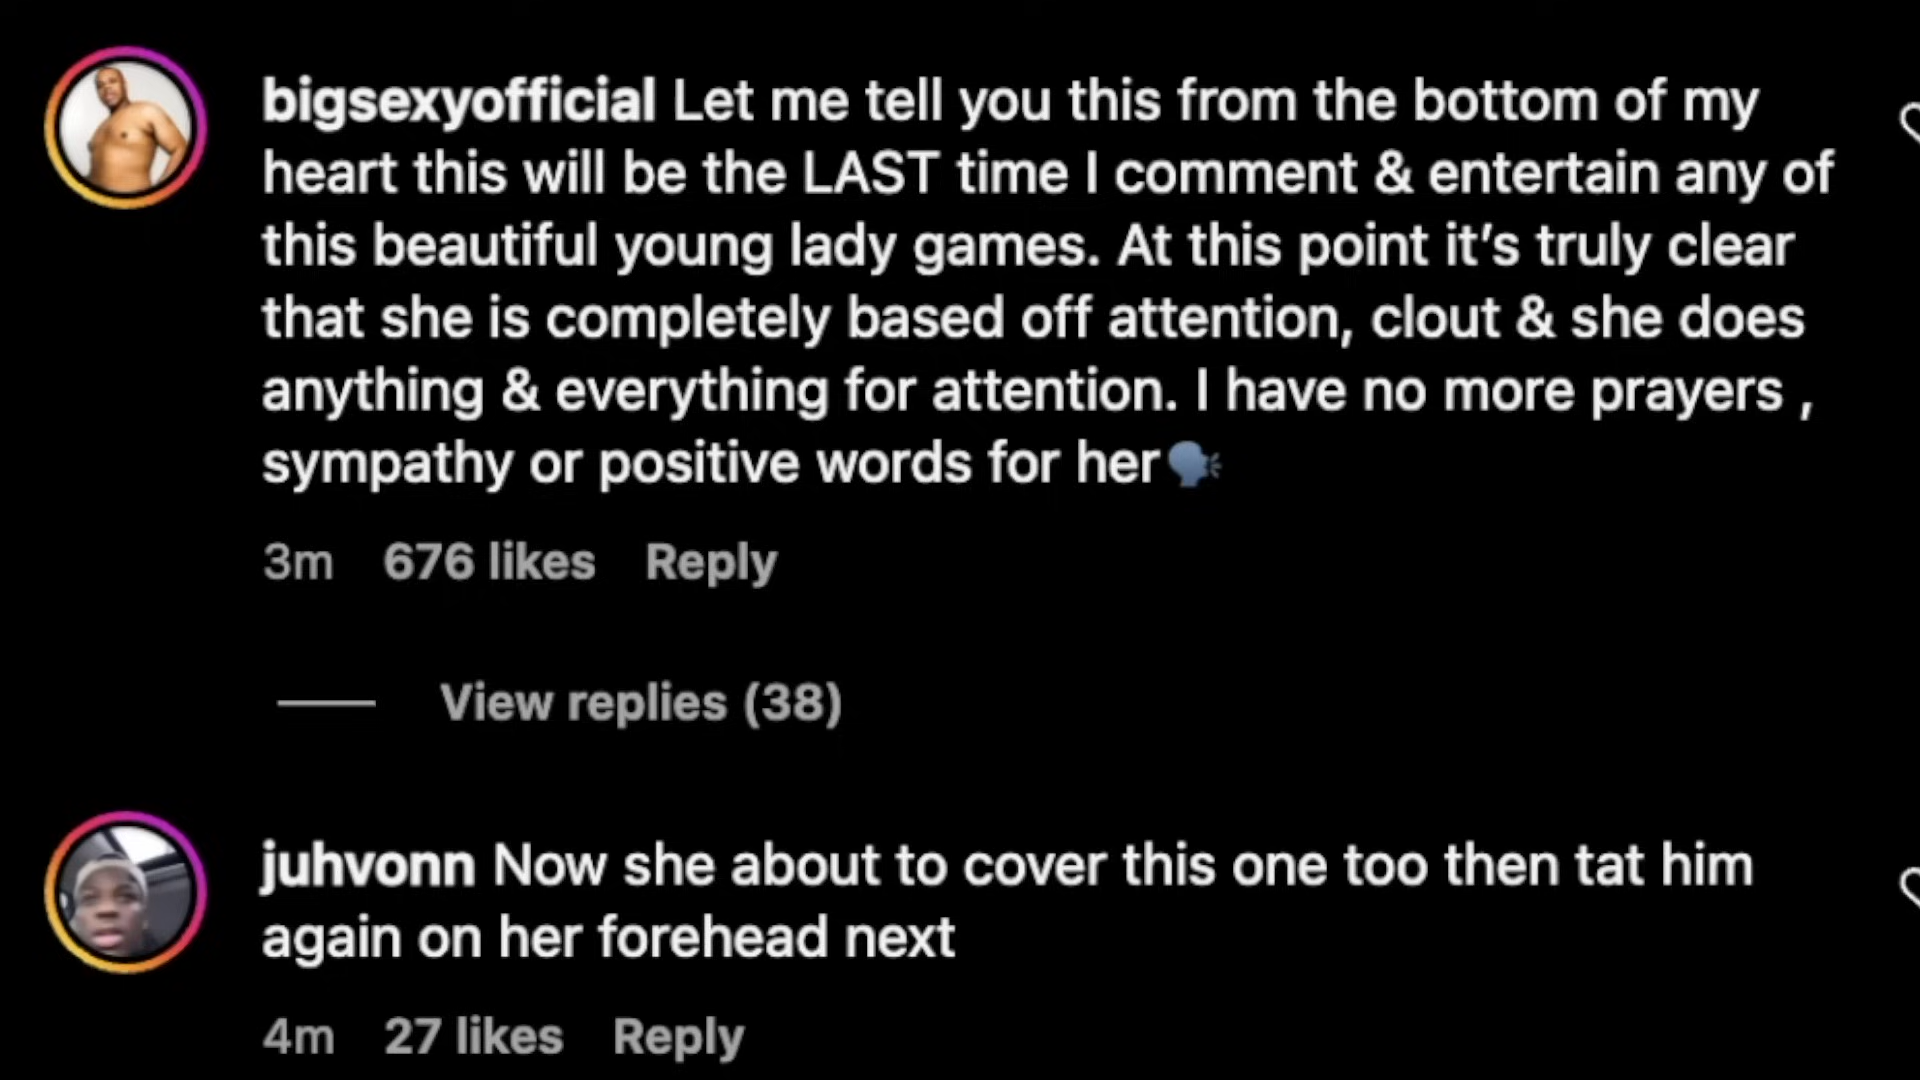 bigsexyofficial Let me tell you this from the bottom of my
heart this will be the LAST time I comment & entertain any of
this beautiful young lady games. At this point it’s truly clear
that she is completely based off attention, clout & she does
anything & everything for attention. I have no more prayers ,
sympathy or positive words for her🗣️
3m 676 likes Reply
View replies (38)
juhvonn Now she about to cover this one too then tat him
again on her forehead next
4m 27 likes Reply